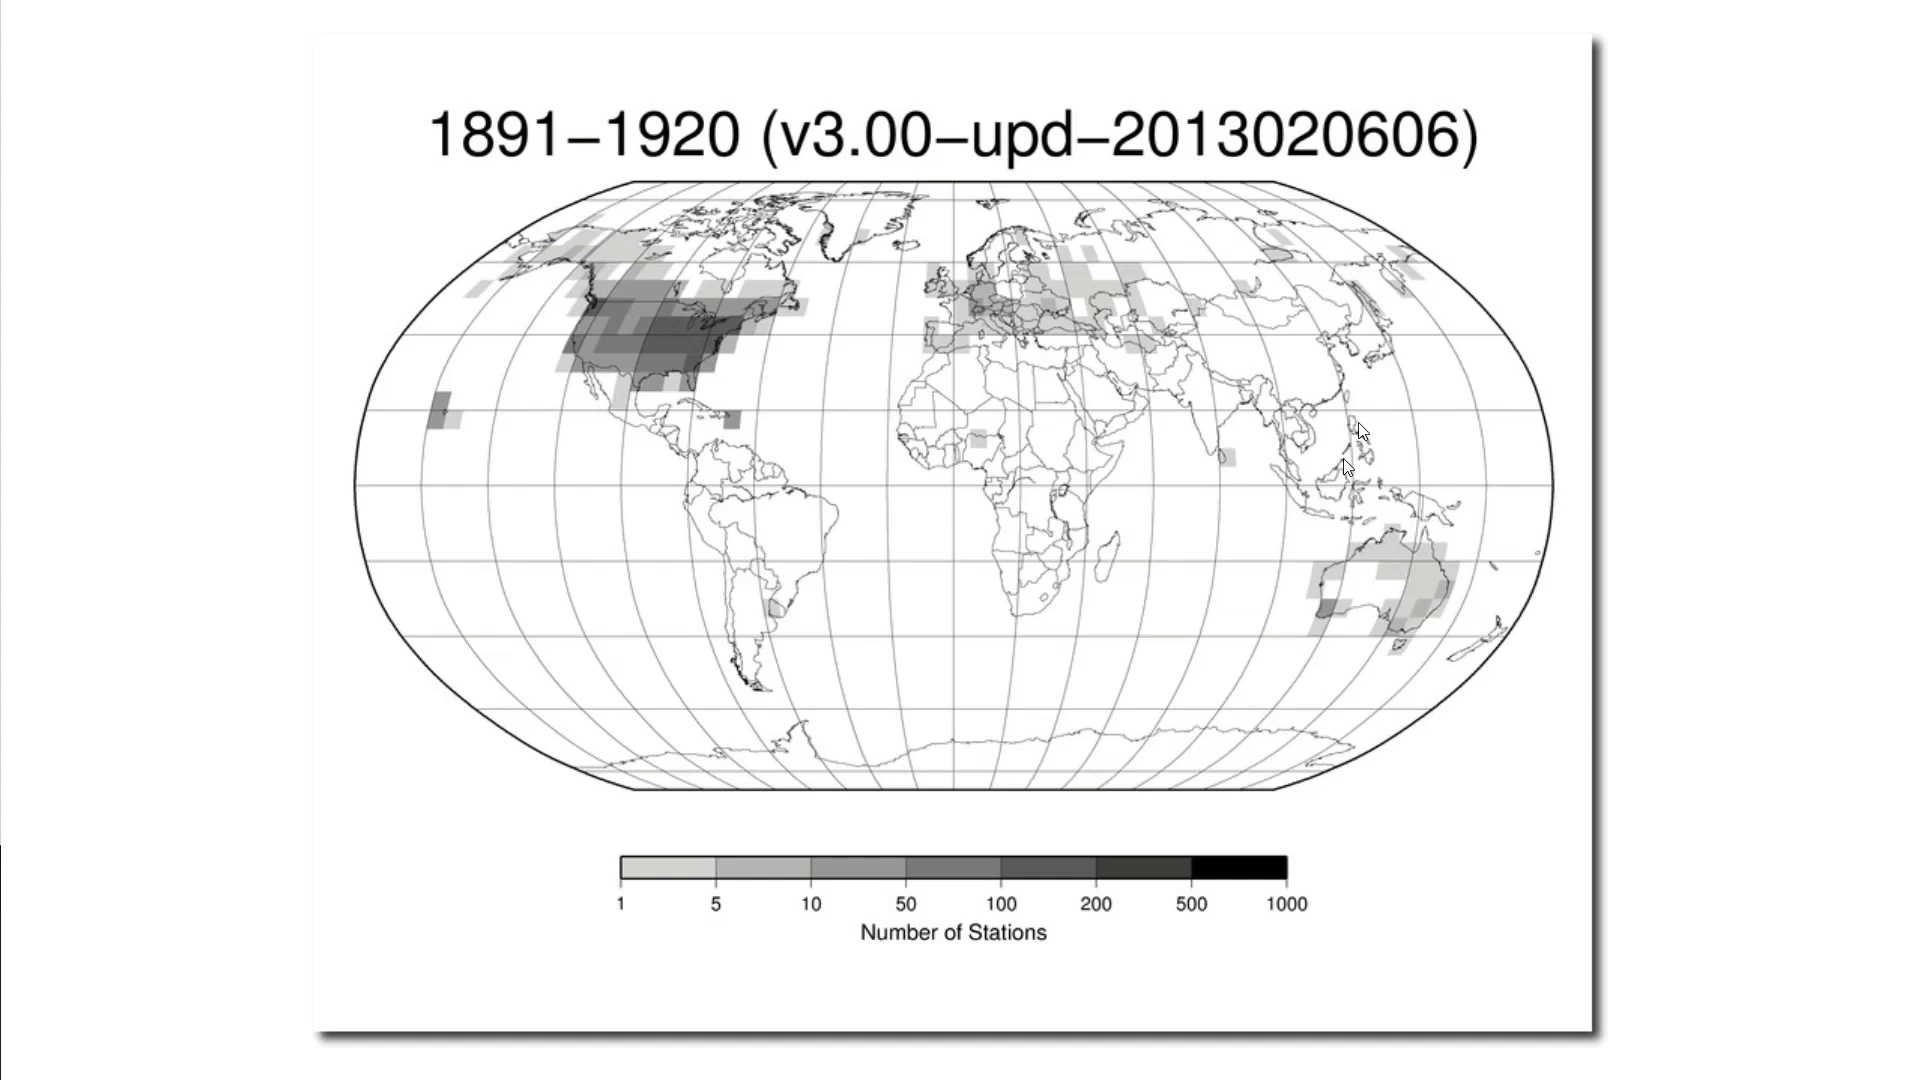 1891–1920 (v3.00–upd–2013020606)
1 5 10 50 100 200 500 1000
Number of Stations